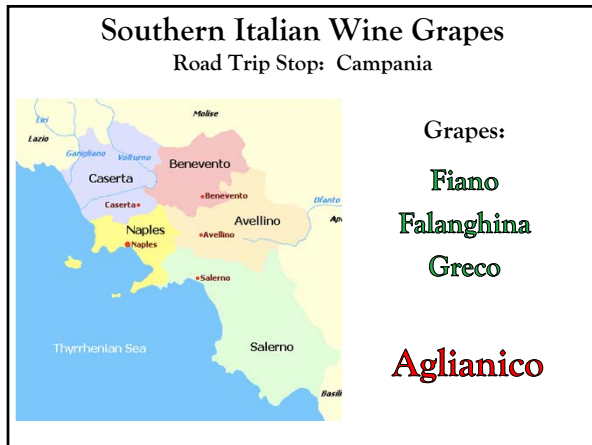 Southern Italian Wine Grapes
Road Trip Stop: Campania
Liri
Molise
Lazio
Garigliano
Volturno
Benevento
Caserta
Benevento
Caserta
Ofanto
Avellino
Naples
Avellino
Naples
Salerno
Thyrrhenian Sea
Salerno
Grapes:
Fiano
Falanghina
Greco
Aglianico